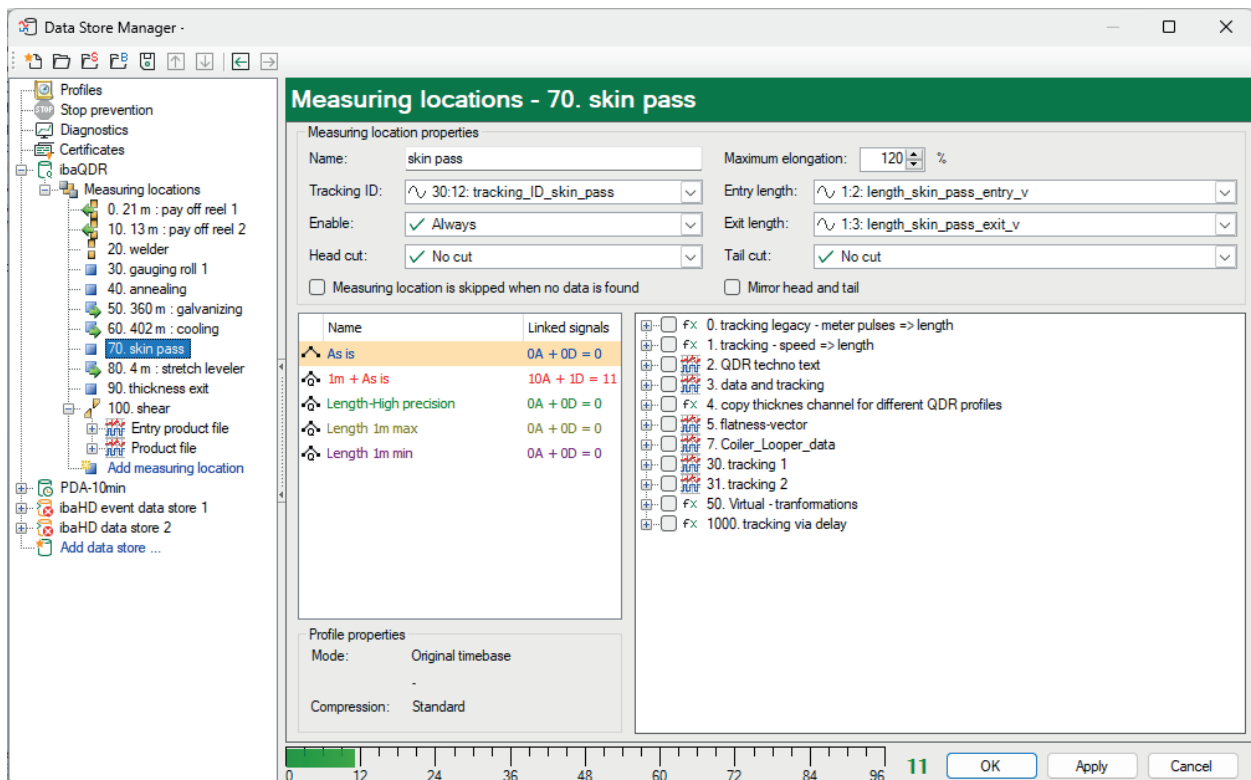 Data Store Manager -
Profiles
STOP
Stop prevention
Diagnostics
Certificates
ibaQDR
Measuring locations
0. 21 m : pay off reel 1
10. 13 m : pay off reel 2
20. welder
30. gauging roll 1
40. annealing
50. 360 m : galvanizing
60. 402 m : cooling
70. skin pass
80. 4 m : stretch leveler
90. thickness exit
100. shear
Entry product file
Product file
Add measuring location
PDA-10min
ibaHD event data store 1
ibaHD data store 2
Add data store ...
Measuring locations - 70. skin pass
Measuring location properties
Name: skin pass Maximum elongation: 120 %
Tracking ID: 30:12: tracking_ID_skin_pass Entry length: 1:2: length_skin_pass_entry_v
Enable: Always Exit length: 1:3: length_skin_pass_exit_v
Head cut: No cut Tail cut: No cut
Measuring location is skipped when no data is found Mirror head and tail
Name Linked signals
As is 0A + 0D = 0
1m + As is 10A + 1D = 11
Length-High precision 0A + 0D = 0
Length 1m max 0A + 0D = 0
Length 1m min 0A + 0D = 0
fx 0. tracking legacy - meter pulses => length
fx 1. tracking - speed => length
2. QDR techno text
3. data and tracking
fx 4. copy thicknes channel for different QDR profiles
5. flatness-vector
7. Coiler_Looper_data
30. tracking 1
31. tracking 2
fx 50. Virtual - tranformations
fx 1000. tracking via delay
Profile properties
Mode: Original timebase
-
Compression: Standard
0 12 24 36 48 60 72 84 96
11 OK Apply Cancel